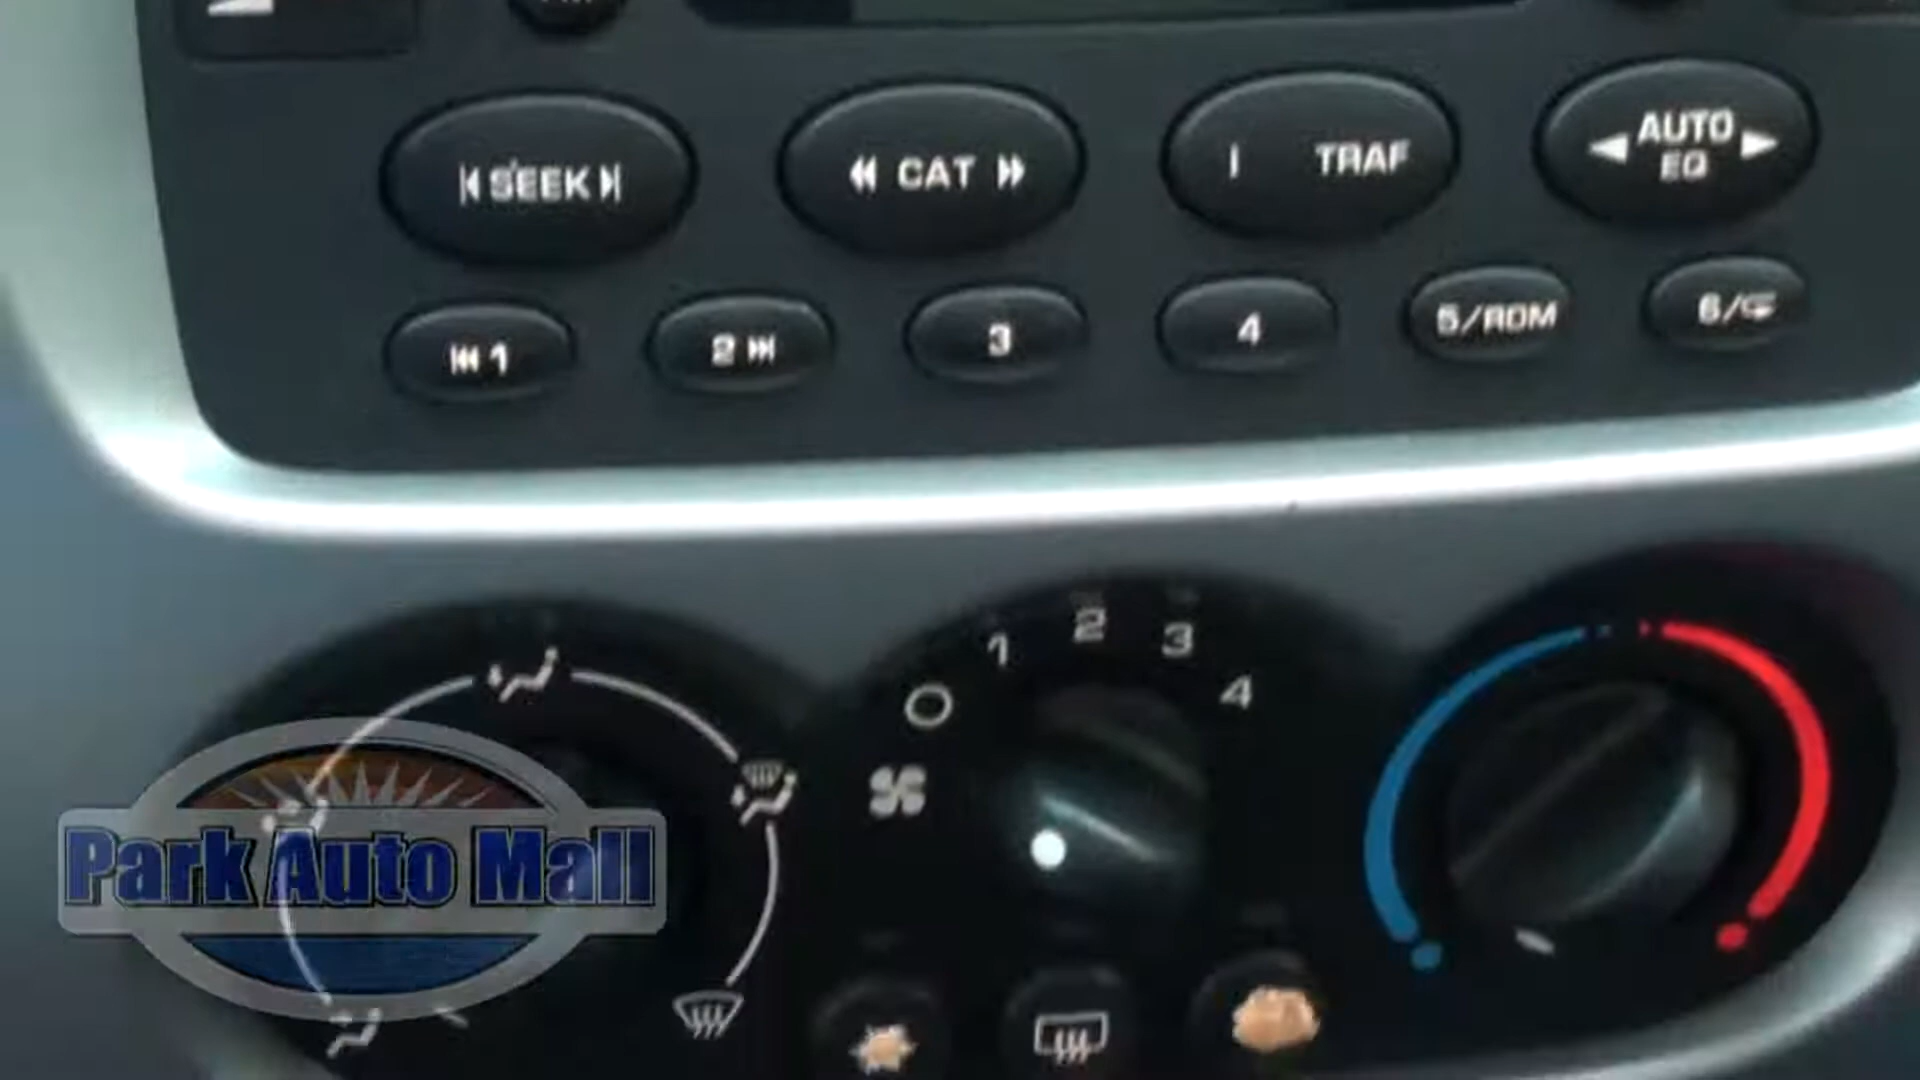 SEEK
CAT
TRAF
AUTO
EQ
1
2
3
4
5/RDM
6/
1
2
3
4
Park Auto Mall